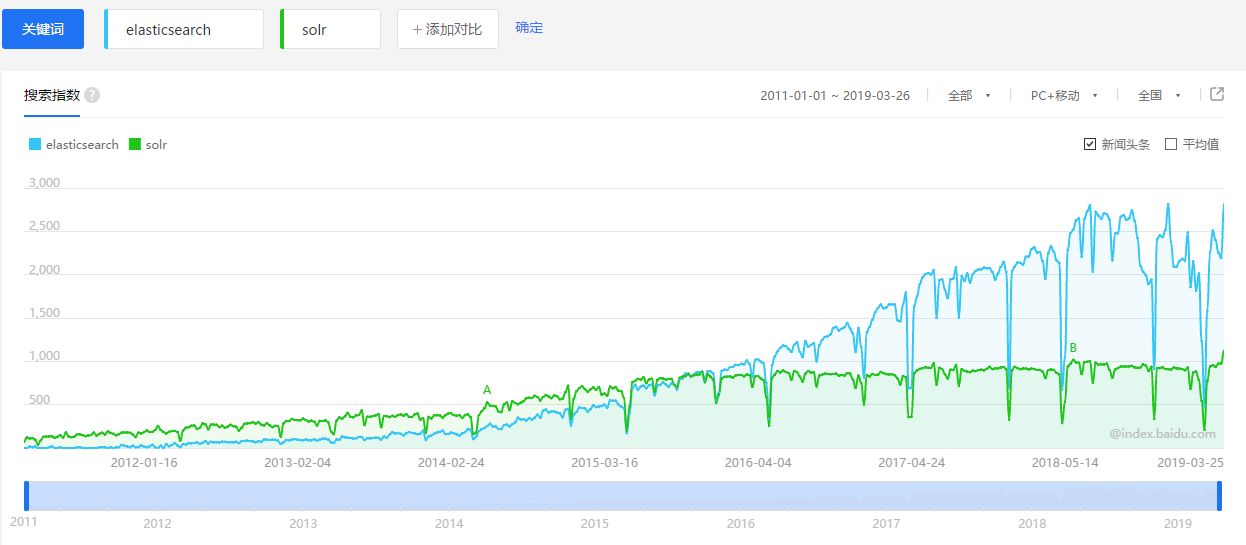 关键词 elasticsearch solr + 添加对比 确定
搜索指数 ? 2011-01-01 ~ 2019-03-26 全部 PC+移动 全国
elasticsearch solr 新闻头条 平均值
3,000
2,500
2,000
1,500
1,000
B
A
500
@index.baidu.com
2012-01-16 2013-02-04 2014-02-24 2015-03-16 2016-04-04 2017-04-24 2018-05-14 2019-03-25
2011 2012 2013 2014 2015 2016 2017 2018 2019